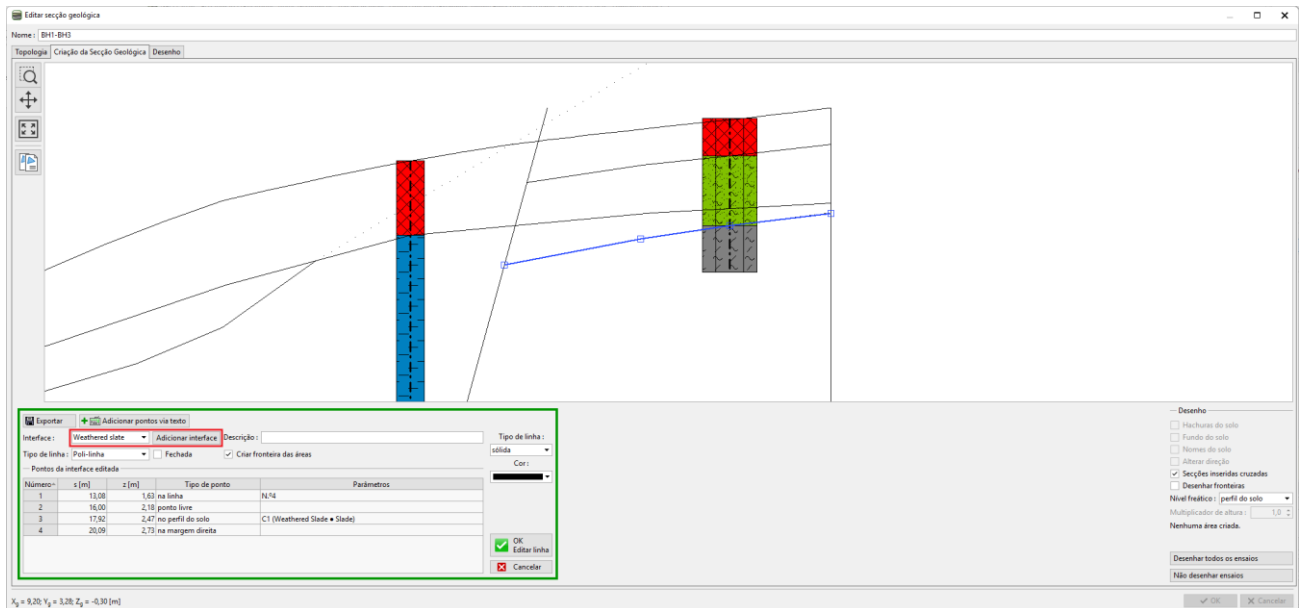 Editar secção geológica
Nome : BH1-BH3
Topologia Criação da Secção Geológica Desenho
Exportar Adicionar pontos via texto
Interface : Weathered slate Adicionar interface Descrição : Tipo de linha :
sólida
Tipo de linha : Poli-linha Fechada Criar fronteira das áreas
Cor :
Pontos da interface editada
Número s [m] z [m] Tipo de ponto Parâmetros
1 13,08 1,63 na linha N.º4
2 16,00 2,18 ponto livre
3 17,92 2,47 no perfil do solo C1 (Weathered Slade ● Slade)
4 20,09 2,73 na margem direita
OK
Editar linha
Cancelar
Desenho
Hachuras do solo
Fundo do solo
Nomes do solo
Alterar direção
Secções inseridas cruzadas
Desenhar fronteiras
Nível freático : perfil do solo
Multiplicador de altura : 1,0
Nenhuma área criada.
Desenhar todos os ensaios
Não desenhar ensaios
Xg = 9,20; Yg = 3,28; Zg = -0,30 [m]
OK Cancelar